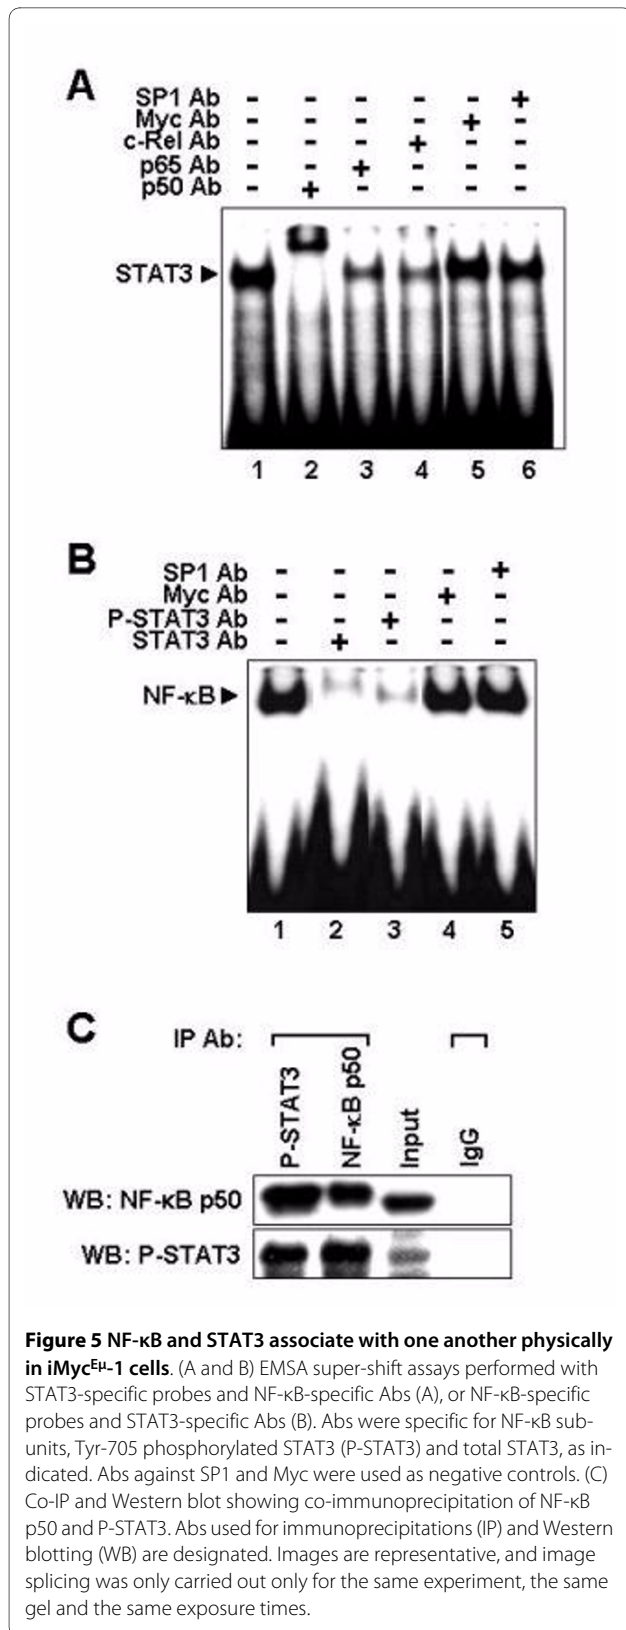 A
SP1 Ab - - - - - +
Myc Ab - - - - + -
c-Rel Ab - - - + - -
p65 Ab - - + - - -
p50 Ab - + - - - -
STAT3
1 2 3 4 5 6
B
SP1 Ab - - - - +
Myc Ab - - - + -
P-STAT3 Ab - - + - -
STAT3 Ab - + - - -
NF-κB
1 2 3 4 5
C
IP Ab:
P-STAT3
NF-κB p50
Input
IgG
WB: NF-κB p50
WB: P-STAT3
Figure 5 NF-κB and STAT3 associate with one another physically
in iMycEμ-1 cells. (A and B) EMSA super-shift assays performed with
STAT3-specific probes and NF-κB-specific Abs (A), or NF-κB-specific
probes and STAT3-specific Abs (B). Abs were specific for NF-κB sub-
units, Tyr-705 phosphorylated STAT3 (P-STAT3) and total STAT3, as in-
dicated. Abs against SP1 and Myc were used as negative controls. (C)
Co-IP and Western blot showing co-immunoprecipitation of NF-κB
p50 and P-STAT3. Abs used for immunoprecipitations (IP) and Western
blotting (WB) are designated. Images are representative, and image
splicing was only carried out only for the same experiment, the same
gel and the same exposure times.